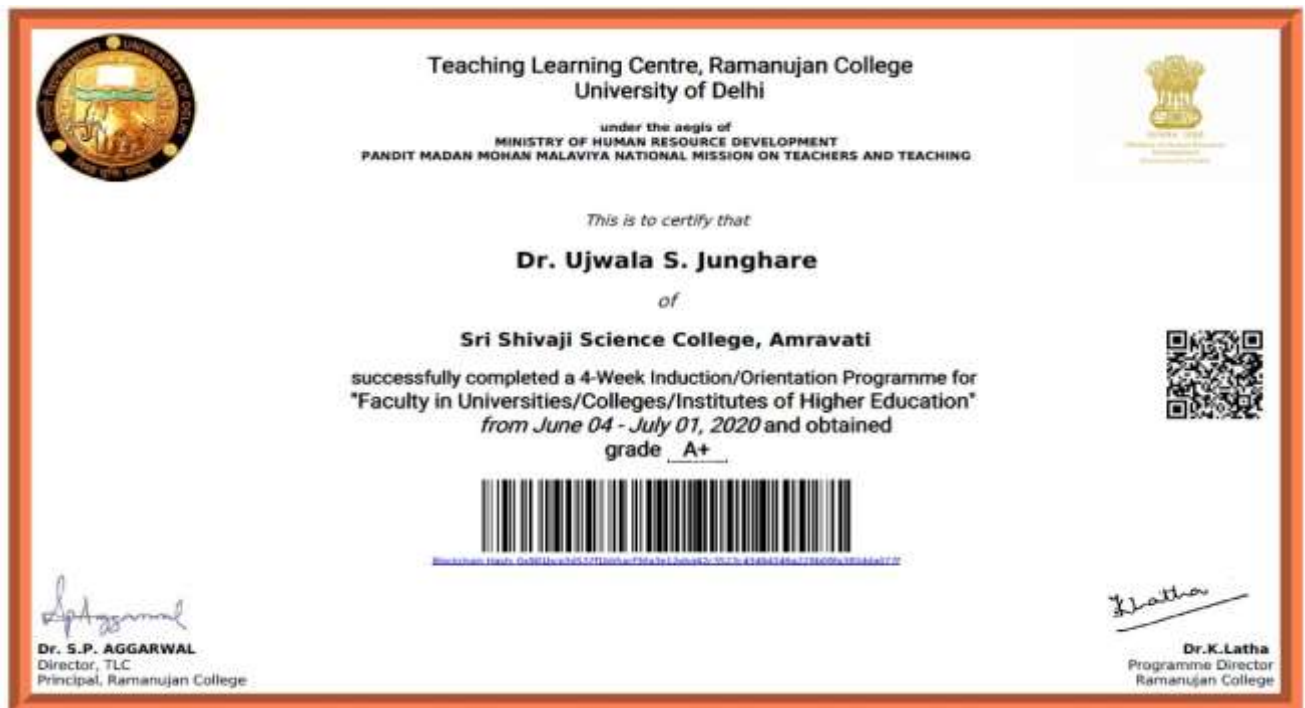 Teaching Learning Centre, Ramanujan College
University of Delhi
under the aegis of
MINISTRY OF HUMAN RESOURCE DEVELOPMENT
PANDIT MADAN MOHAN MALAVIYA NATIONAL MISSION ON TEACHERS AND TEACHING
This is to certify that
Dr. Ujwala S. Junghare
of
Sri Shivaji Science College, Amravati
successfully completed a 4-Week Induction/Orientation Programme for
"Faculty in Universities/Colleges/Institutes of Higher Education"
from June 04 - July 01, 2020 and obtained
grade A+
Blockchain Hash:
SpAggarwal
Dr. S.P. AGGARWAL
Director, TLC
Principal, Ramanujan College
KLatha
Dr.K.Latha
Programme Director
Ramanujan College